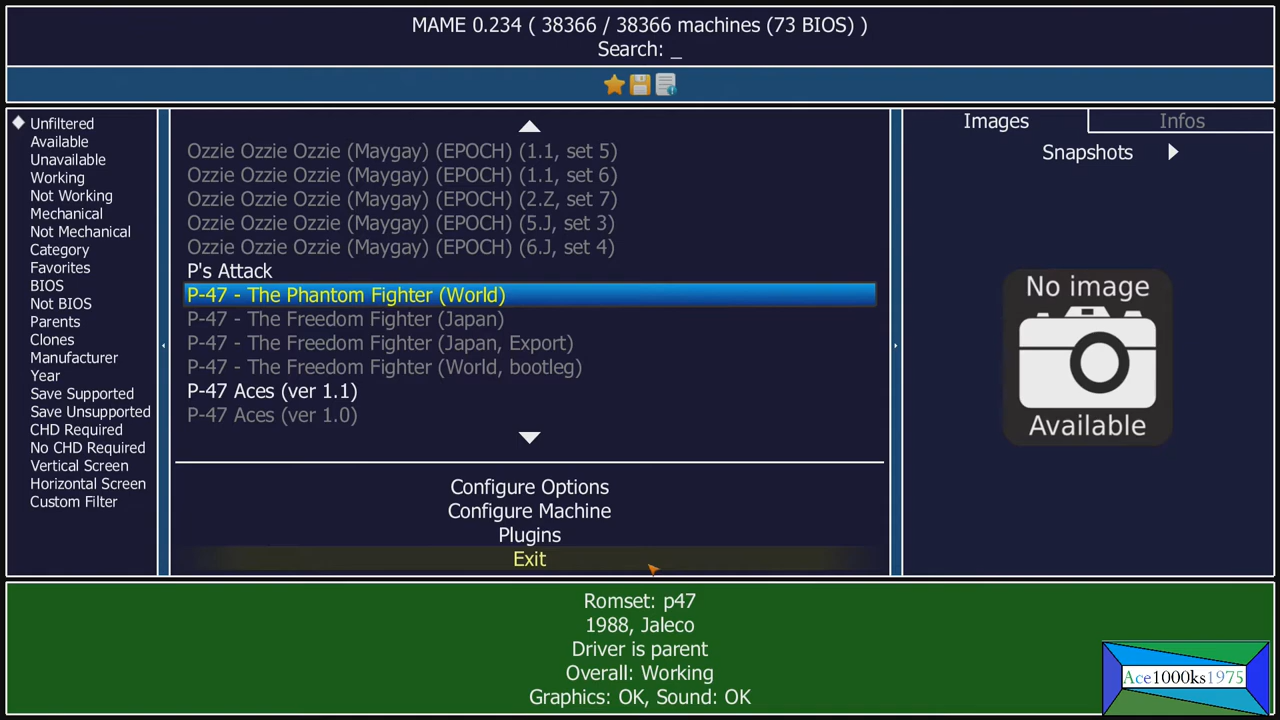 MAME 0.234 ( 38366 / 38366 machines (73 BIOS) )
Search: _
Unfiltered
Available
Unavailable
Working
Not Working
Mechanical
Not Mechanical
Category
Favorites
BIOS
Not BIOS
Parents
Clones
Manufacturer
Year
Save Supported
Save Unsupported
CHD Required
No CHD Required
Vertical Screen
Horizontal Screen
Custom Filter
Ozzie Ozzie Ozzie (Maygay) (EPOCH) (1.1, set 5)
Ozzie Ozzie Ozzie (Maygay) (EPOCH) (1.1, set 6)
Ozzie Ozzie Ozzie (Maygay) (EPOCH) (2.Z, set 7)
Ozzie Ozzie Ozzie (Maygay) (EPOCH) (5.J, set 3)
Ozzie Ozzie Ozzie (Maygay) (EPOCH) (6.J, set 4)
P's Attack
P-47 - The Phantom Fighter (World)
P-47 - The Freedom Fighter (Japan)
P-47 - The Freedom Fighter (Japan, Export)
P-47 - The Freedom Fighter (World, bootleg)
P-47 Aces (ver 1.1)
P-47 Aces (ver 1.0)
Configure Options
Configure Machine
Plugins
Exit
Images
Infos
Snapshots
No image
Available
Romset: p47
1988, Jaleco
Driver is parent
Overall: Working
Graphics: OK, Sound: OK
Ace1000ks1975